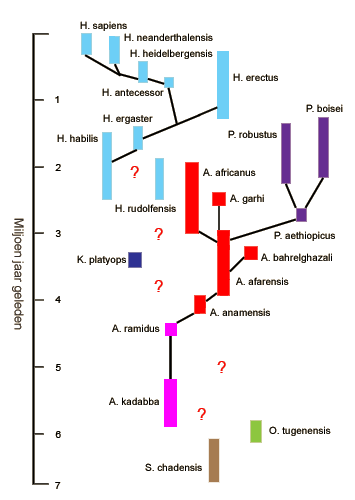 H. sapiens
H. neanderthalensis
H. heidelbergensis
H. erectus
H. antecessor
1
P. boisei
H. ergaster
P. robustus
H. habilis
2
?
A. africanus
A. garhi
H. rudolfensis
?
3
P. aethiopicus
K. platyops
A. bahrelghazali
?
A. afarensis
4
A. anamensis
A. ramidus
?
5
A. kadabba
?
O. tugenensis
6
S. chadensis
7
Miljoen jaar geleden